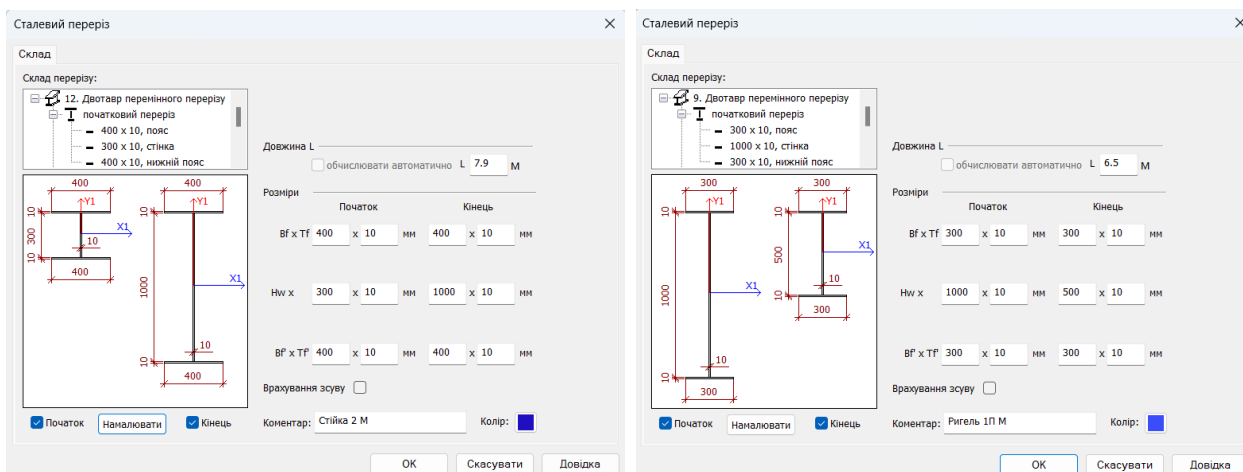 Сталевий переріз
Склад
Склад перерізу:
12. Двотавр перемінного перерізу
початковий переріз
400 x 10, пояс
300 x 10, стінка
400 x 10, нижній пояс
Довжина L
обчислювати автоматично L 7.9 м
Розміри
Початок Кінець
Bf x Tf 400 x 10 мм 400 x 10 мм
Hw x 300 x 10 мм 1000 x 10 мм
Bf' x Tf' 400 x 10 мм 400 x 10 мм
Врахування зсуву
Коментар: Стійка 2 М Колір:
400 400
10 Y1 10 Y1
300 10 X1
10 400
1000 X1
10
10 400
Початок Намалювати Кінець
OK Скасувати Довідка
Сталевий переріз
Склад
Склад перерізу:
9. Двотавр перемінного перерізу
початковий переріз
300 x 10, пояс
1000 x 10, стінка
300 x 10, нижній пояс
Довжина L
обчислювати автоматично L 6.5 м
Розміри
Початок Кінець
Bf x Tf 300 x 10 мм 300 x 10 мм
Hw x 1000 x 10 мм 500 x 10 мм
Bf' x Tf' 300 x 10 мм 300 x 10 мм
Врахування зсуву
Коментар: Ригель 1П М Колір:
300 300
10 Y1 10 Y1
500 X1
1000 X1 10
10 300
10
10 300
Початок Намалювати Кінець
OK Скасувати Довідка